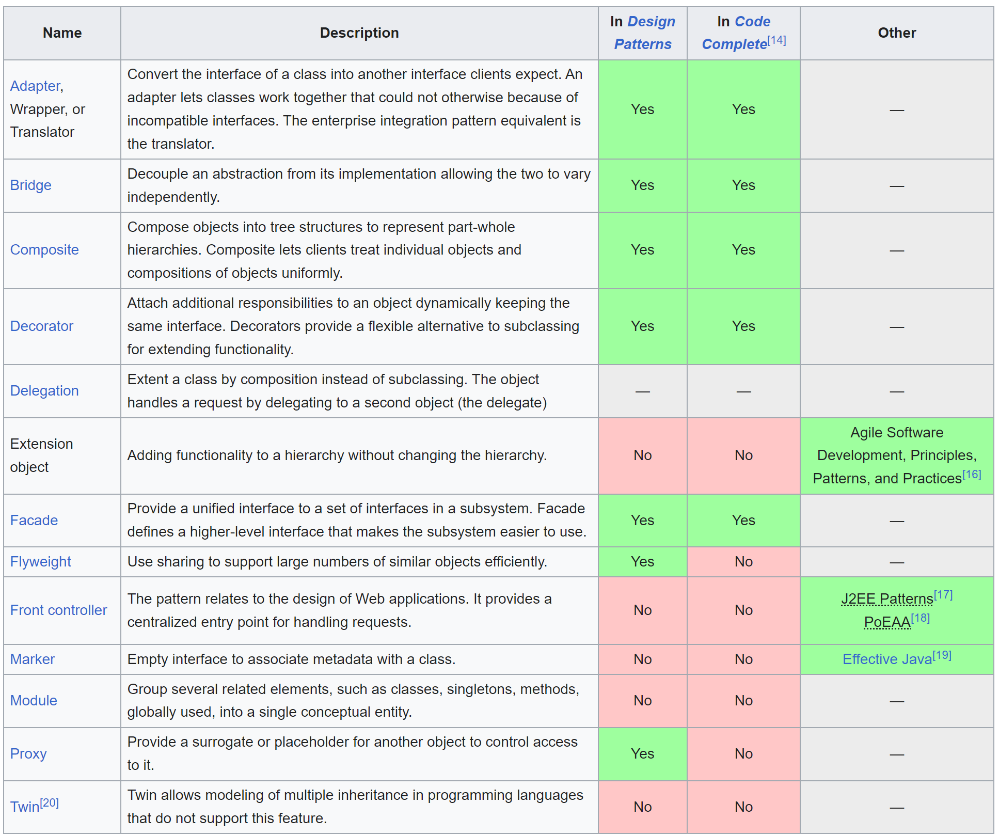 Name
Description
In Design
Patterns
In Code
Complete[14]
Other
Adapter,
Wrapper, or
Translator
Convert the interface of a class into another interface clients expect. An
adapter lets classes work together that could not otherwise because of
incompatible interfaces. The enterprise integration pattern equivalent is
the translator.
Yes
Yes
—
Bridge
Decouple an abstraction from its implementation allowing the two to vary
independently.
Yes
Yes
—
Composite
Compose objects into tree structures to represent part-whole
hierarchies. Composite lets clients treat individual objects and
compositions of objects uniformly.
Yes
Yes
—
Decorator
Attach additional responsibilities to an object dynamically keeping the
same interface. Decorators provide a flexible alternative to subclassing
for extending functionality.
Yes
Yes
—
Delegation
Extent a class by composition instead of subclassing. The object
handles a request by delegating to a second object (the delegate)
—
—
—
Extension
object
Adding functionality to a hierarchy without changing the hierarchy.
No
No
Agile Software
Development, Principles,
Patterns, and Practices[16]
Facade
Provide a unified interface to a set of interfaces in a subsystem. Facade
defines a higher-level interface that makes the subsystem easier to use.
Yes
Yes
—
Flyweight
Use sharing to support large numbers of similar objects efficiently.
Yes
No
—
Front controller
The pattern relates to the design of Web applications. It provides a
centralized entry point for handling requests.
No
No
J2EE Patterns[17]
PoEAA[18]
Marker
Empty interface to associate metadata with a class.
No
No
Effective Java[19]
Module
Group several related elements, such as classes, singletons, methods,
globally used, into a single conceptual entity.
No
No
—
Proxy
Provide a surrogate or placeholder for another object to control access
to it.
Yes
No
—
Twin[20]
Twin allows modeling of multiple inheritance in programming languages
that do not support this feature.
No
No
—